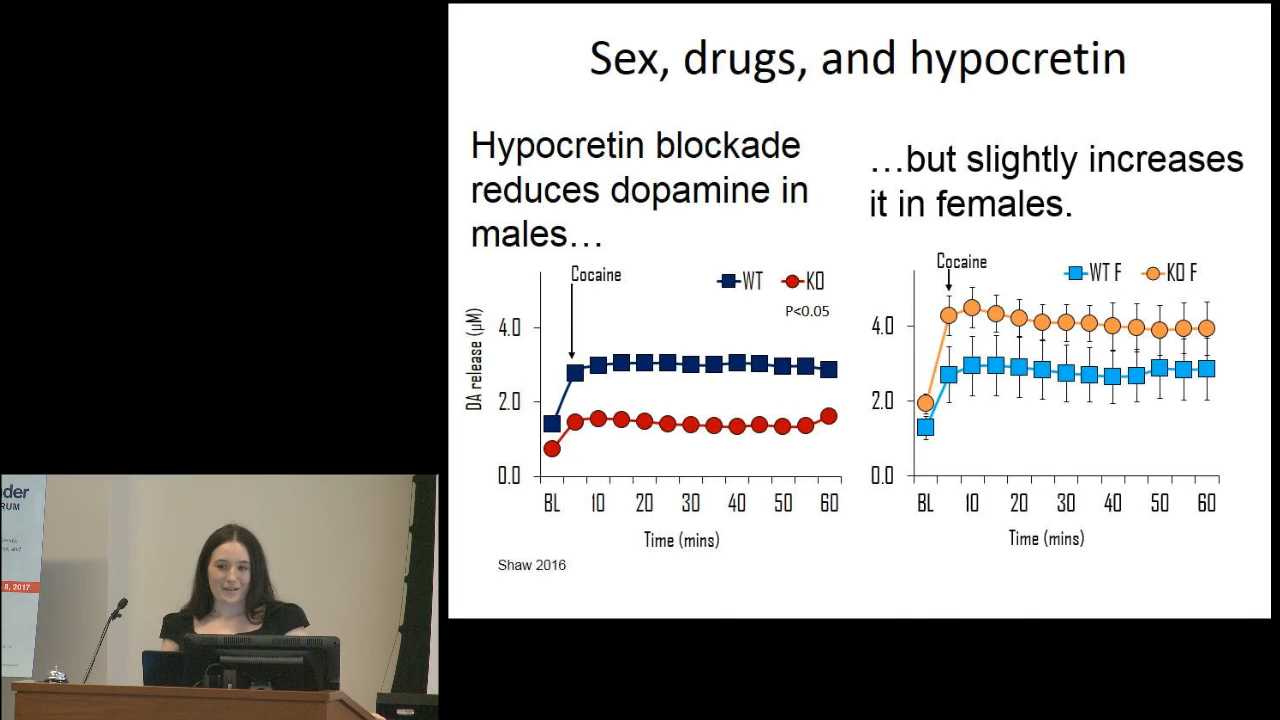 Sex, drugs, and hypocretin
Hypocretin blockade
reduces dopamine in
males…
…but slightly increases
it in females.
Cocaine
WT
KO
P<0.05
DA release (μM)
4.0
2.0
0.0
BL 10 20 30 40 50 60
Time (mins)
Shaw 2016
Cocaine
WT F
KO F
4.0
2.0
0.0
BL 10 20 30 40 50 60
Time (mins)
der
RUM
8, 2017